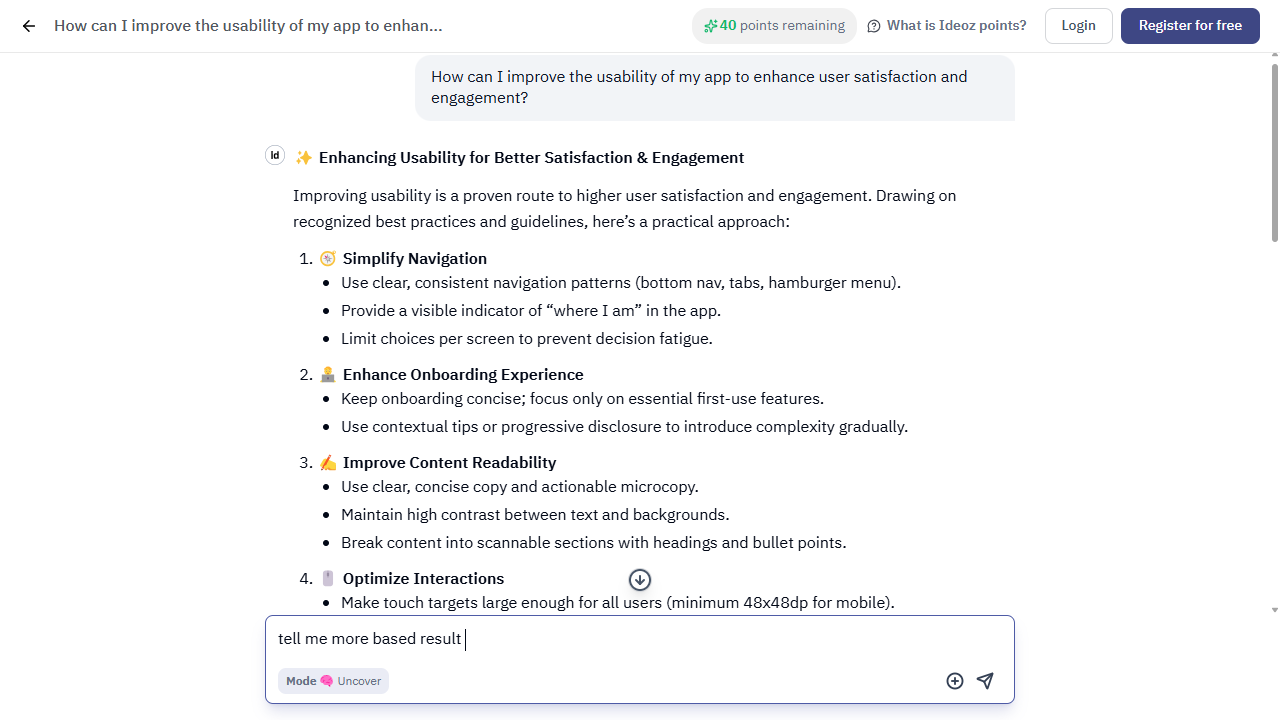 How can I improve the usability of my app to enhan...
40 points remaining
What is Ideoz points?
Login
Register for free
How can I improve the usability of my app to enhance user satisfaction and
engagement?
Id
✨ Enhancing Usability for Better Satisfaction & Engagement
Improving usability is a proven route to higher user satisfaction and engagement. Drawing on
recognized best practices and guidelines, here’s a practical approach:
1. 🧭 Simplify Navigation
• Use clear, consistent navigation patterns (bottom nav, tabs, hamburger menu).
• Provide a visible indicator of “where I am” in the app.
• Limit choices per screen to prevent decision fatigue.
2. 🧑‍💻 Enhance Onboarding Experience
• Keep onboarding concise; focus only on essential first-use features.
• Use contextual tips or progressive disclosure to introduce complexity gradually.
3. ✍️ Improve Content Readability
• Use clear, concise copy and actionable microcopy.
• Maintain high contrast between text and backgrounds.
• Break content into scannable sections with headings and bullet points.
4. 🖱️ Optimize Interactions
• Make touch targets large enough for all users (minimum 48x48dp for mobile).
tell me more based result
Mode 🧠 Uncover